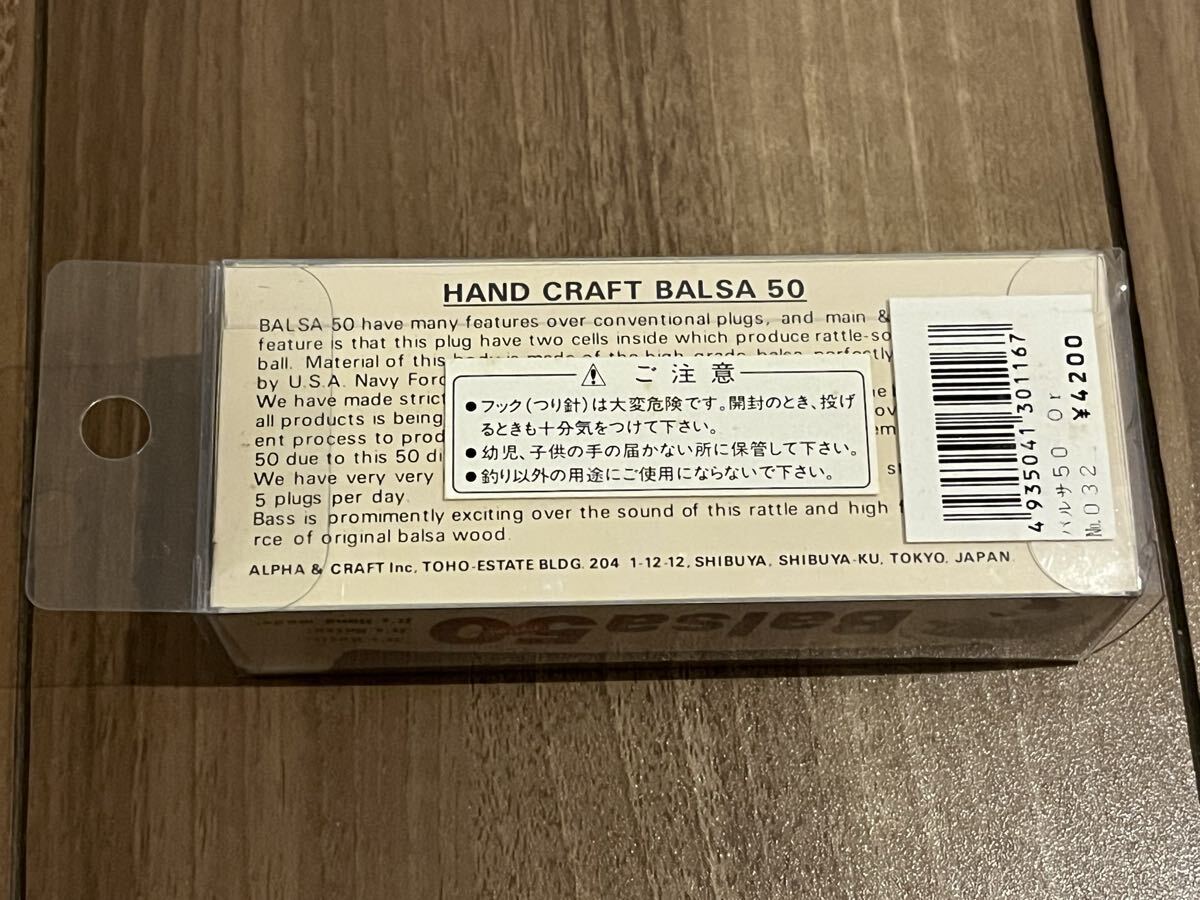 HAND CRAFT BALSA 50
BALSA 50 have many features over conventional plugs, and main &
feature is that this plug have two cells inside which produce rattle-so
ball. Material of this body is made of the high grade balsa perfectly
by U.S.A. Navy Forc
We have made strict
all products is being
ent process to prod
50 due to this 50 di
We have very very
5 plugs per day.
Bass is promimently exciting over the sound of this rattle and high f
rce of original balsa wood.
ALPHA & CRAFT Inc, TOHO-ESTATE BLDG. 204 1-12-12, SHIBUYA, SHIBUYA-KU, TOKYO, JAPAN.
⚠ ご注意
●フック(つり針)は大変危険です。開封のとき、投げ
るときも十分気をつけて下さい。
●幼児、子供の手の届かない所に保管して下さい。
●釣り以外の用途にご使用にならないで下さい。
4935041301167
バルサ50 Or
No.032 ¥4200
Balsa50